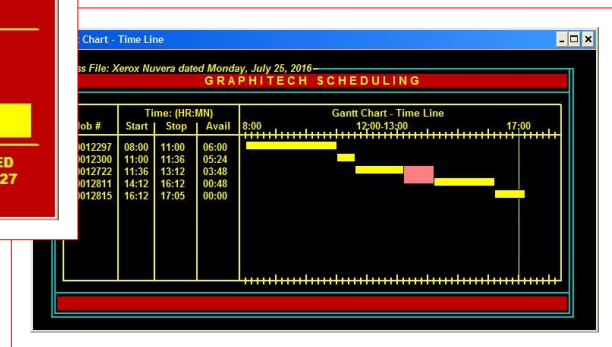 Chart - Time Line
ss File: Xerox Nuvera dated Monday, July 25, 2016
GRAPHITECH SCHEDULING
Time: (HR:MN) Gantt Chart - Time Line
Job # Start | Stop | Avail 8:00 12:00-13:00 17:00
0012297 08:00 11:00 06:00
0012300 11:00 11:36 05:24
0012722 11:36 13:12 03:48
0012811 14:12 16:12 00:48
0012815 16:12 17:05 00:00
ED
27